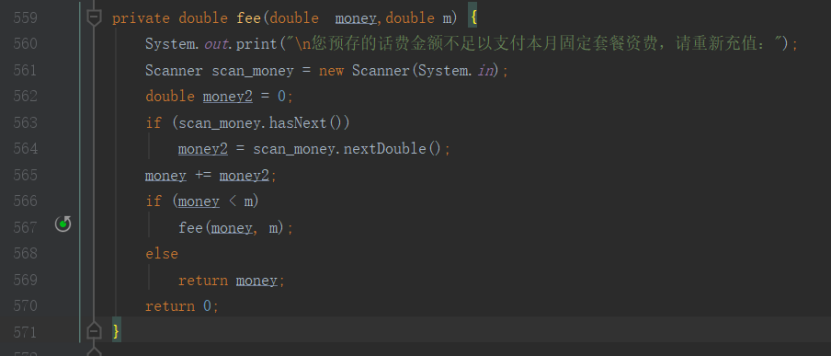 559 private double fee(double  money,double m) {
560 System.out.print("\n您预存的话费金额不足以支付本月固定套餐资费，请重新充值：");
561 Scanner scan_money = new Scanner(System.in);
562 double money2 = 0;
563 if (scan_money.hasNext())
564 money2 = scan_money.nextDouble();
565 money += money2;
566 if (money < m)
567 fee(money, m);
568 else
569 return money;
570 return 0;
571 }